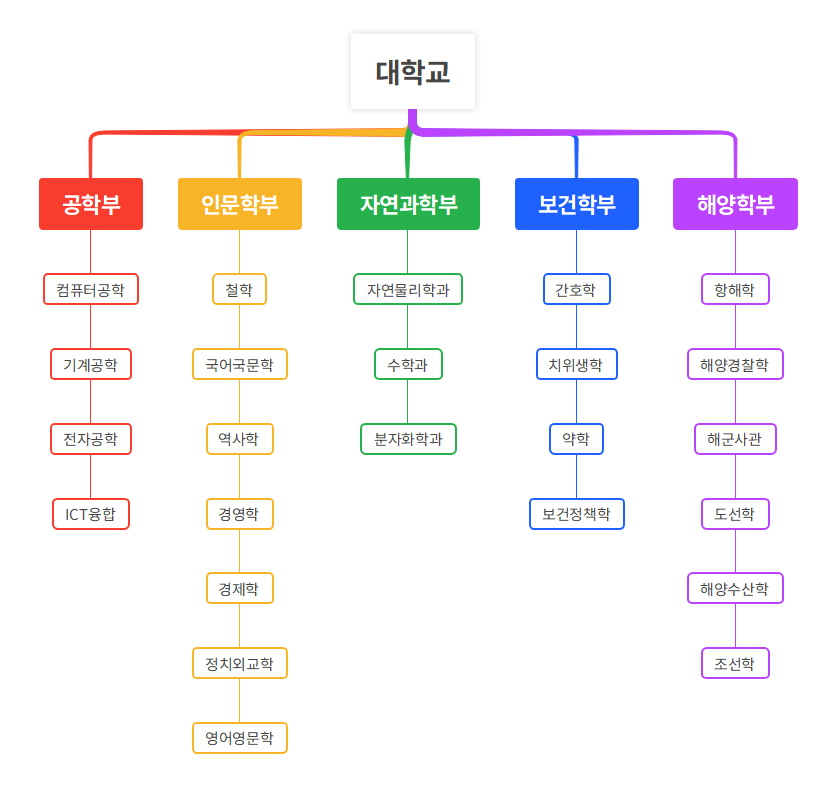 대학교
공학부
컴퓨터공학
기계공학
전자공학
ICT융합
인문학부
철학
국어국문학
역사학
경영학
경제학
정치외교학
영어영문학
자연과학부
자연물리학과
수학과
분자화학과
보건학부
간호학
치위생학
약학
보건정책학
해양학부
항해학
해양경찰학
해군사관
도선학
해양수산학
조선학